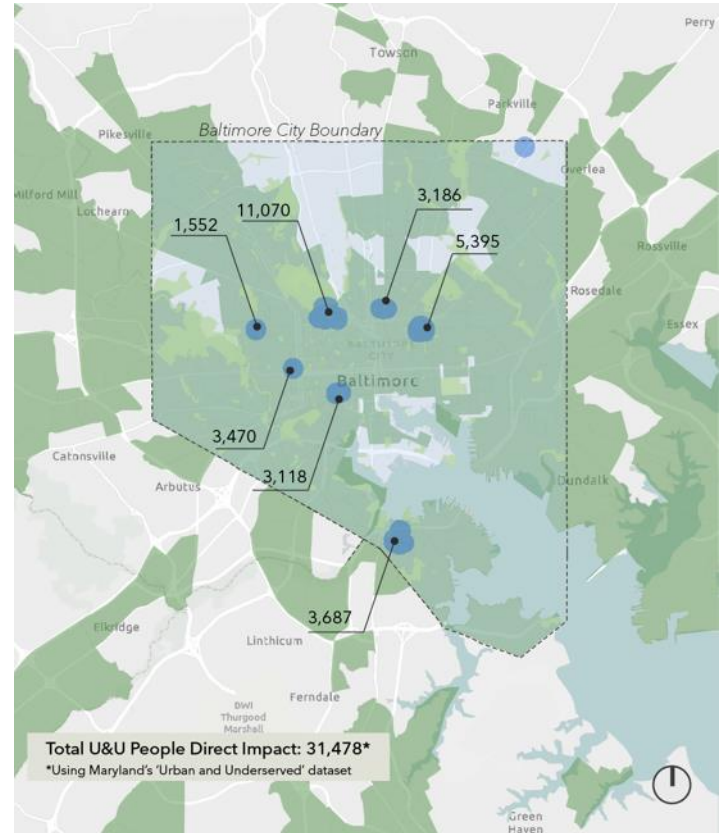 Perry
Towson
Parkville
Pikesville
Baltimore City Boundary
Overlea
Milford Mill
Lochearn
11,070
3,186
1,552
5,395
Rossville
Rosedale
Essex
BALTIMORE
CITY
Baltimore
3,470
Catonsville
3,118
Arbutus
Dundalk
3,687
Elkridge
Linthicum
Ferndale
BWI
Thurgood
Marshall
Total U&U People Direct Impact: 31,478*
*Using Maryland's 'Urban and Underserved' dataset
Green
Haven